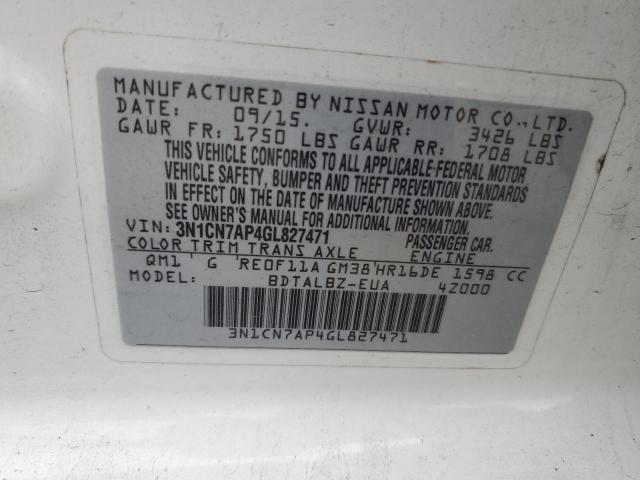 MANUFACTURED BY NISSAN MOTOR CO.,LTD.
DATE: 09/15. GVWR: 3426 LBS
GAWR FR: 1750 LBS GAWR RR: 1708 LBS
THIS VEHICLE CONFORMS TO ALL APPLICABLE FEDERAL MOTOR
VEHICLE SAFETY, BUMPER AND THEFT PREVENTION STANDARDS
IN EFFECT ON THE DATE OF MANUFACTURE SHOWN ABOVE.
SEE OWNER'S MANUAL FOR ADDITIONAL INFORMATION
VIN: 3N1CN7AP4GL827471 PASSENGER CAR.
COLOR TRIM TRANS AXLE ENGINE
QM1 G RE0F11A GM38 HR16DE 1598 CC
MODEL: BDTALBZ-EUA 4Z000
3N1CN7AP4GL827471